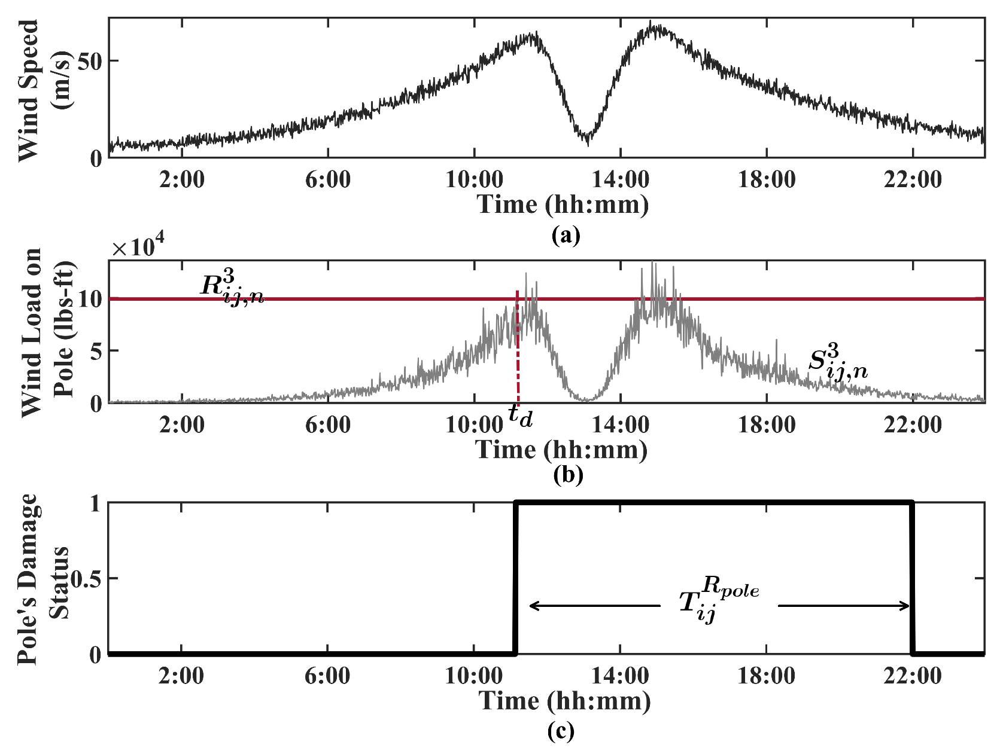 Wind Speed
(m/s)
50
0
2:00 6:00 10:00 14:00 18:00 22:00
Time (hh:mm)
(a)
×10^4
Wind Load on
Pole (lbs-ft)
10
5
0
R^3_{ij,n}
S^3_{ij,n}
t_d
2:00 6:00 10:00 14:00 18:00 22:00
Time (hh:mm)
(b)
Pole's Damage
Status
1
0.5
0
T_{ij}^{R_{pole}}
2:00 6:00 10:00 14:00 18:00 22:00
Time (hh:mm)
(c)